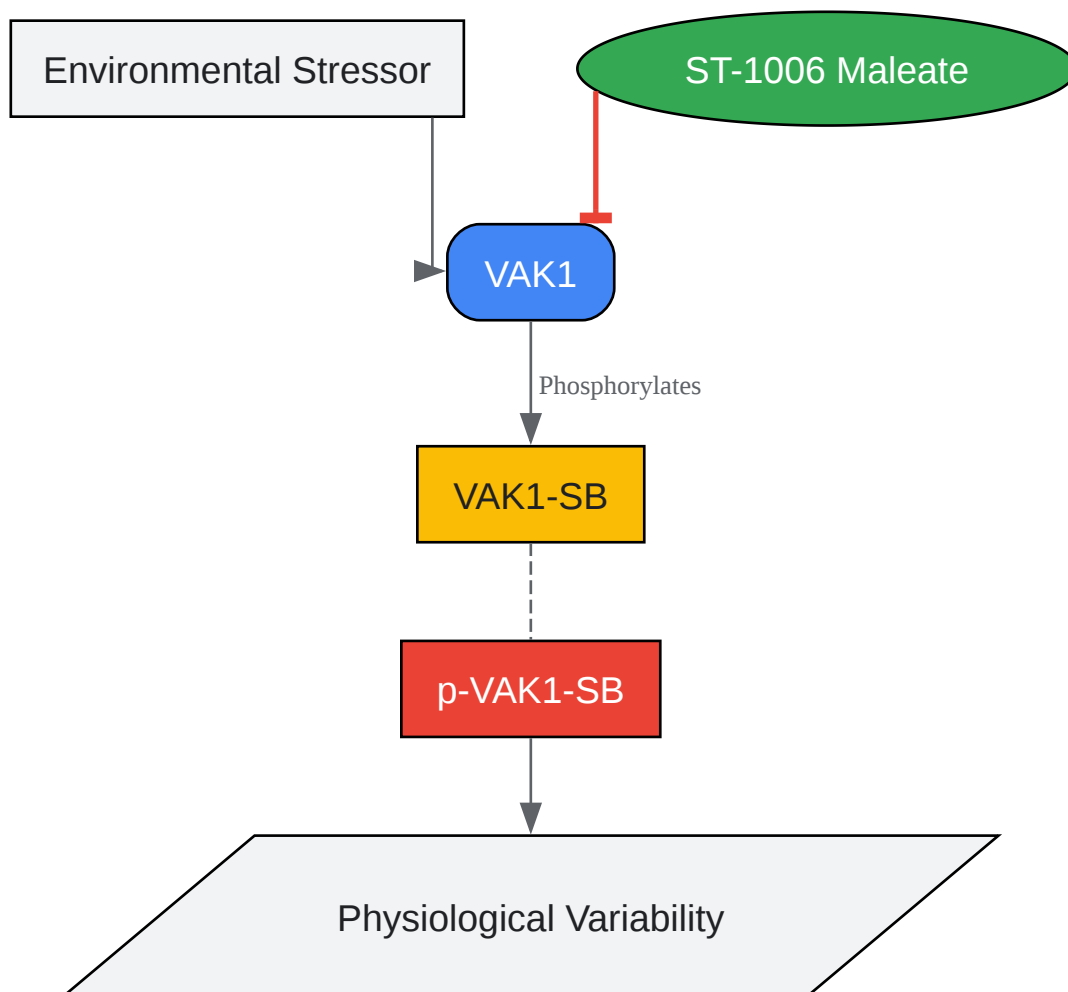 Environmental Stressor
ST-1006 Maleate
VAK1
Phosphorylates
VAK1-SB
p-VAK1-SB
Physiological Variability